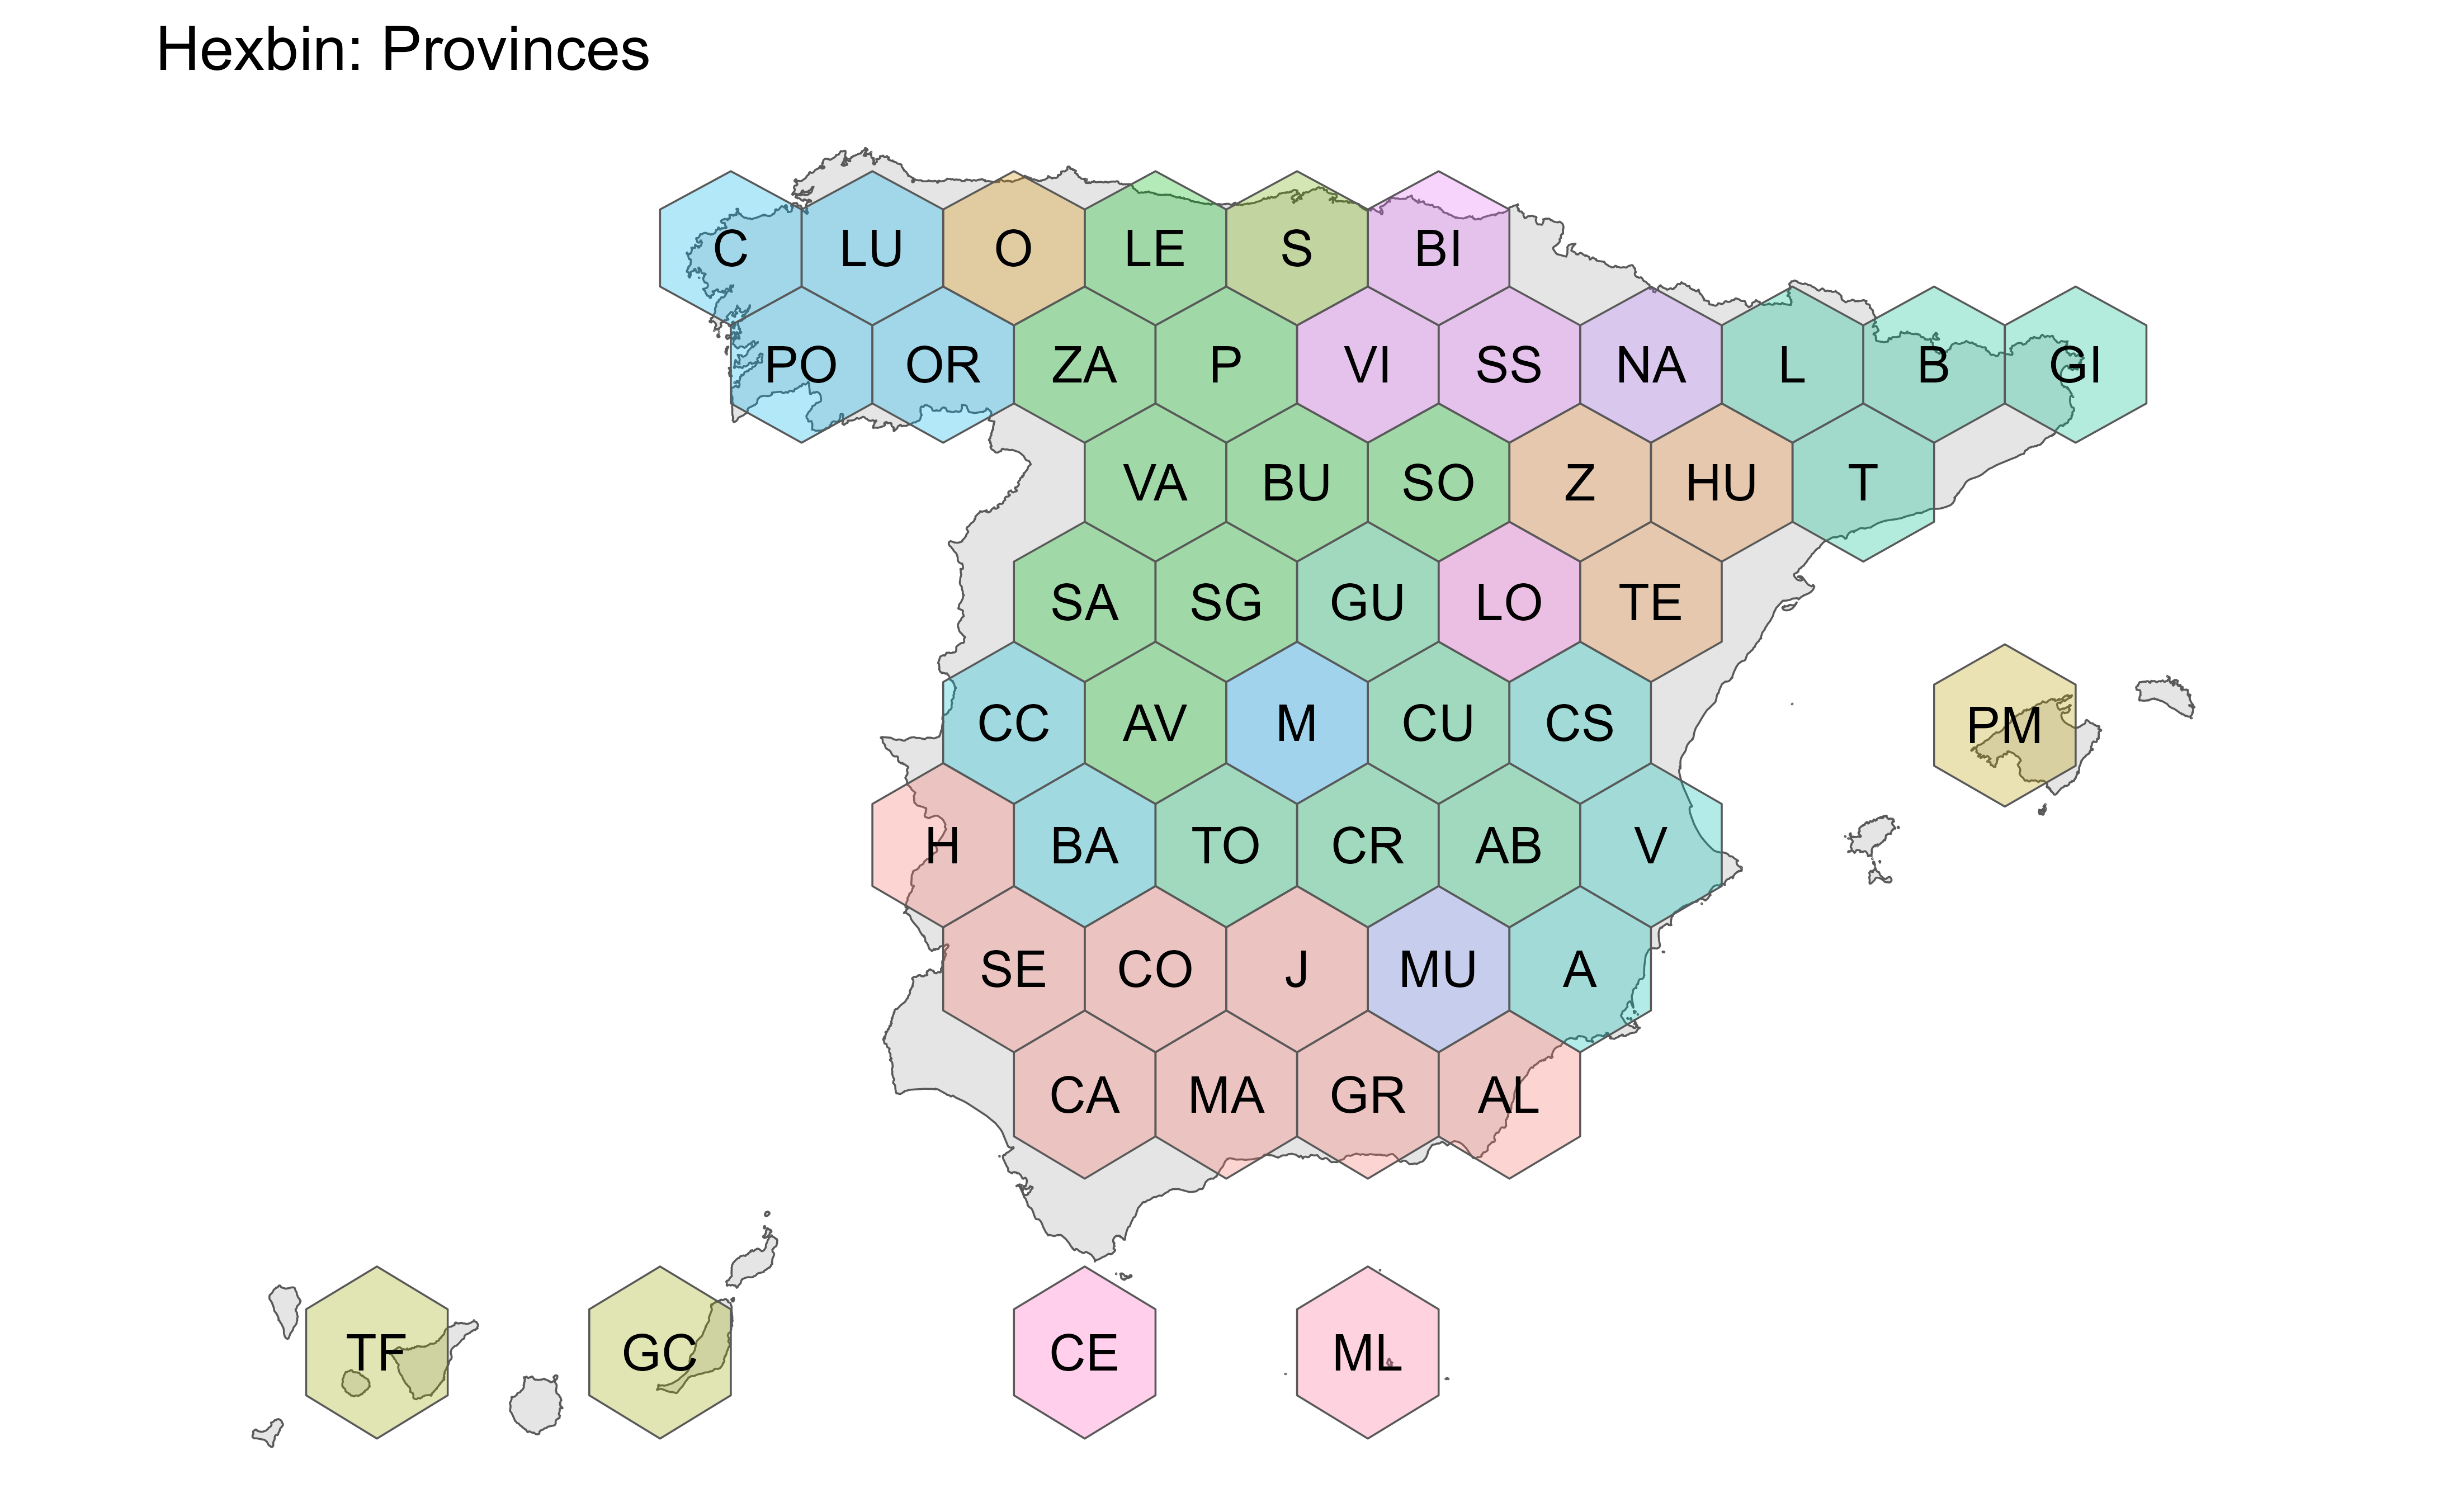 Hexbin: Provinces
C LU O LE S BI
PO OR ZA P VI SS NA L B GI
VA BU SO Z HU T
SA SG GU LO TE
CC AV M CU CS PM
H BA TO CR AB V
SE CO J MU A
CA MA GR AL
TF GC CE ML